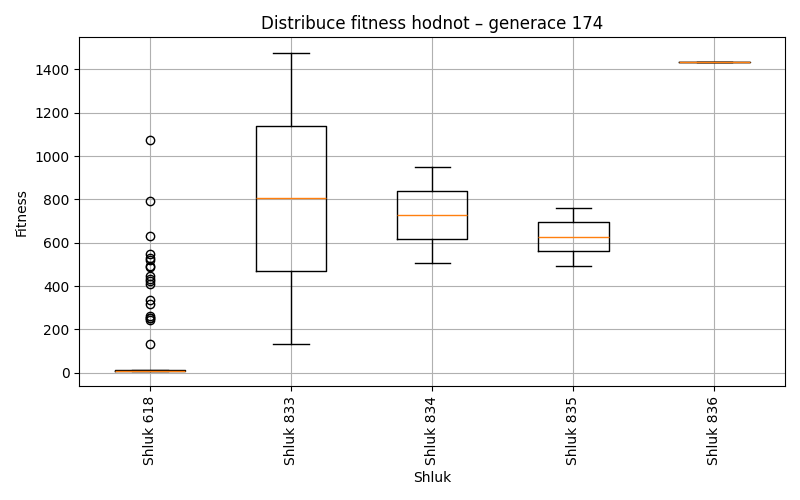 Distribuce fitness hodnot – generace 174
Fitness
1400
1200
1000
800
600
400
200
0
Shluk 618
Shluk 833
Shluk 834
Shluk 835
Shluk 836
Shluk